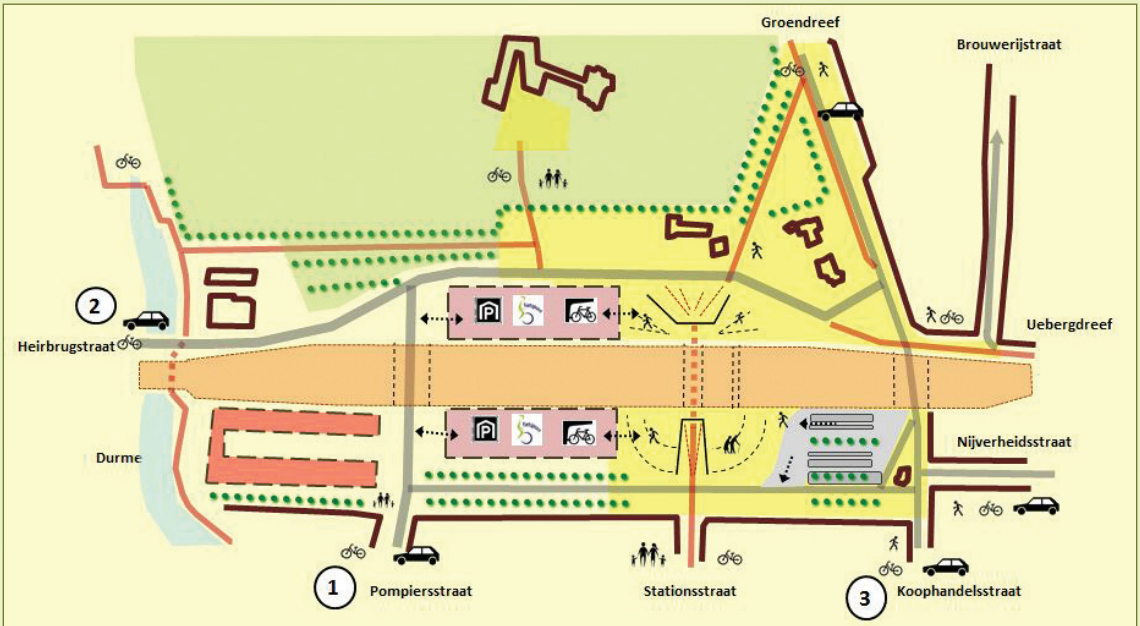 Groendreef
Brouwerijstraat
2
Heirbrugstraat
P
Uebergdreef
P
Nijverheidsstraat
Durme
1
Pompiersstraat
Stationsstraat
3
Koophandelsstraat